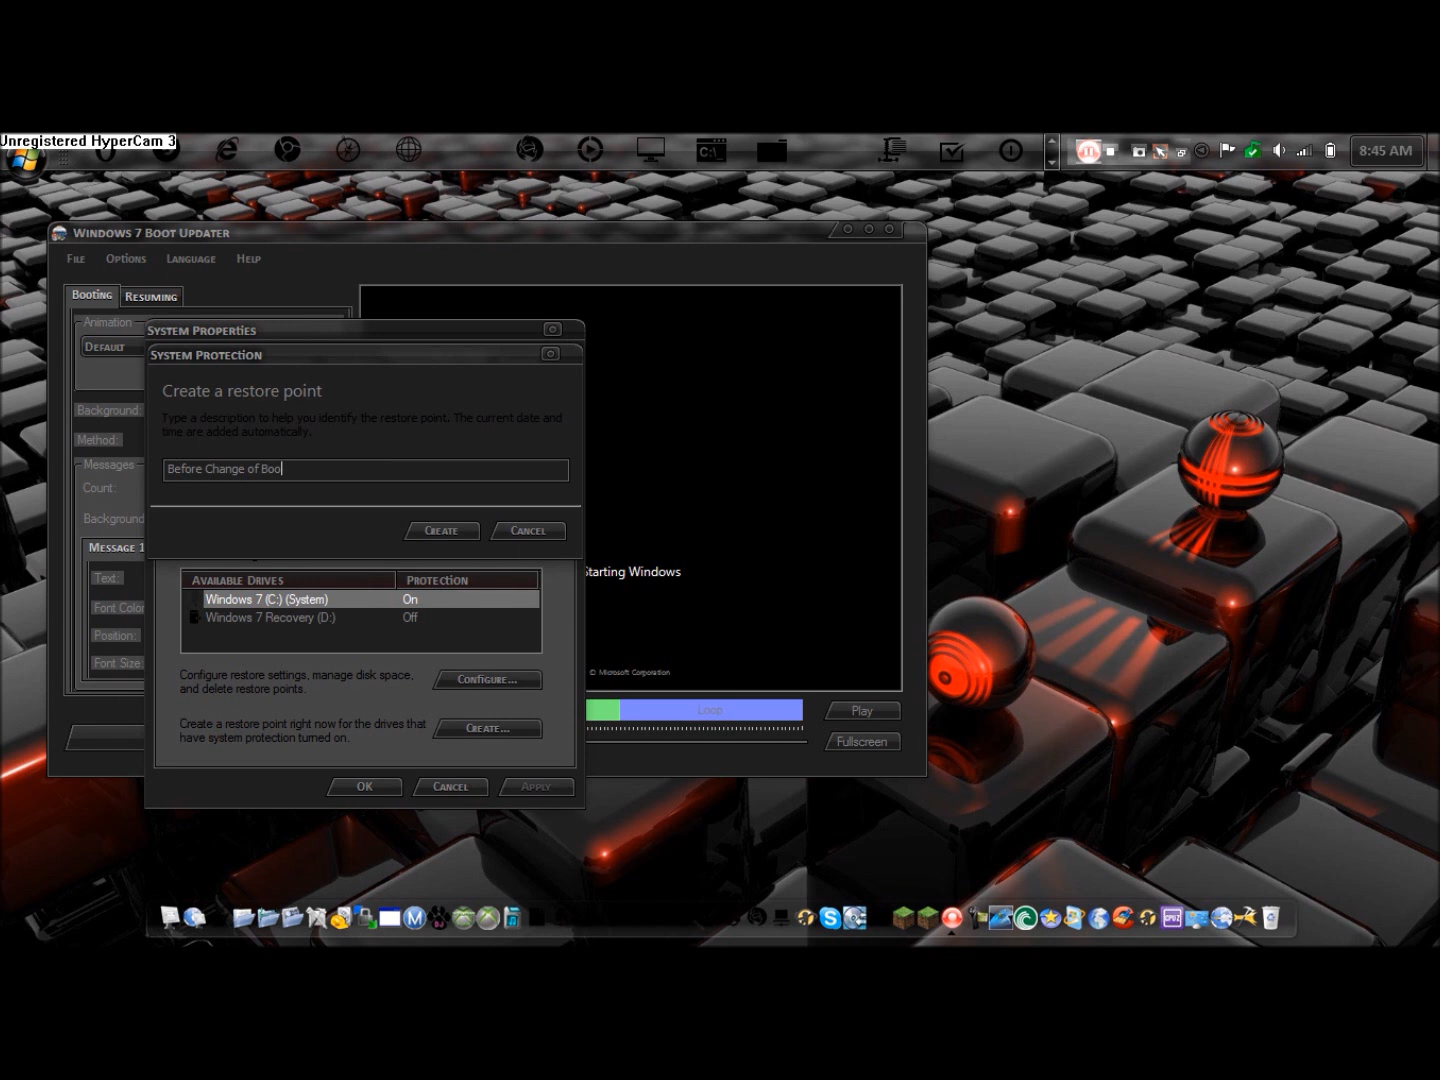 Unregistered HyperCam 3
C:\
8:45 AM
Windows 7 Boot Updater
File Options Language Help
Booting Resuming
Animation
Default
Background:
Method:
Messages
Count:
Background
Message 1
Text:
Font Color
Position:
Font Size
System Properties
System Protection
Create a restore point
Type a description to help you identify the restore point. The current date and
time are added automatically.
Before Change of Boo
Create Cancel
Available Drives Protection
Windows 7 (C:) (System) On
Windows 7 Recovery (D:) Off
Configure restore settings, manage disk space,
and delete restore points.
Configure...
Create a restore point right now for the drives that
have system protection turned on.
Create...
OK Cancel Apply
Starting Windows
© Microsoft Corporation
Loop
Play
Fullscreen